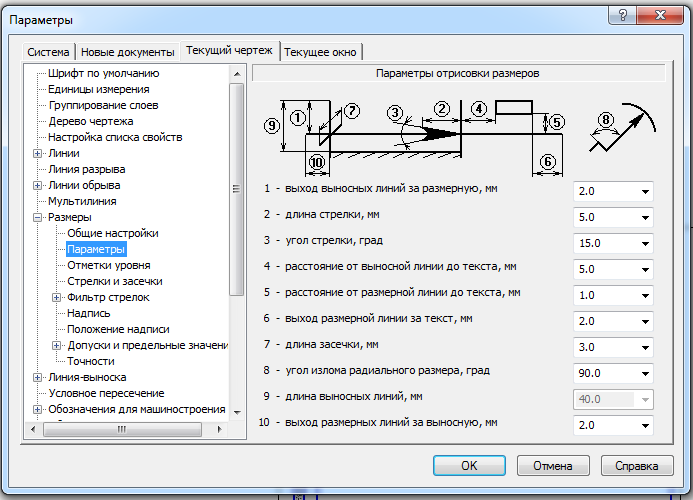 Параметры
Система Новые документы Текущий чертеж Текущее окно
Шрифт по умолчанию
Единицы измерения
Группирование слоев
Дерево чертежа
Настройка списка свойств
Линии
Линия разрыва
Линии обрыва
Мультилиния
Размеры
Общие настройки
Параметры
Отметки уровня
Стрелки и засечки
Фильтр стрелок
Надпись
Положение надписи
Допуски и предельные значени
Точности
Линия-выноска
Условное пересечение
Обозначения для машиностроения
Параметры отрисовки размеров
9 1 7 3 2 4 5 8
10 6
1 - выход выносных линий за размерную, мм 2.0
2 - длина стрелки, мм 5.0
3 - угол стрелки, град 15.0
4 - расстояние от выносной линии до текста, мм 5.0
5 - расстояние от размерной линии до текста, мм 1.0
6 - выход размерной линии за текст, мм 2.0
7 - длина засечки, мм 3.0
8 - угол излома радиального размера, град 90.0
9 - длина выносных линий, мм 40.0
10 - выход размерных линий за выносную, мм 2.0
OK Отмена Справка